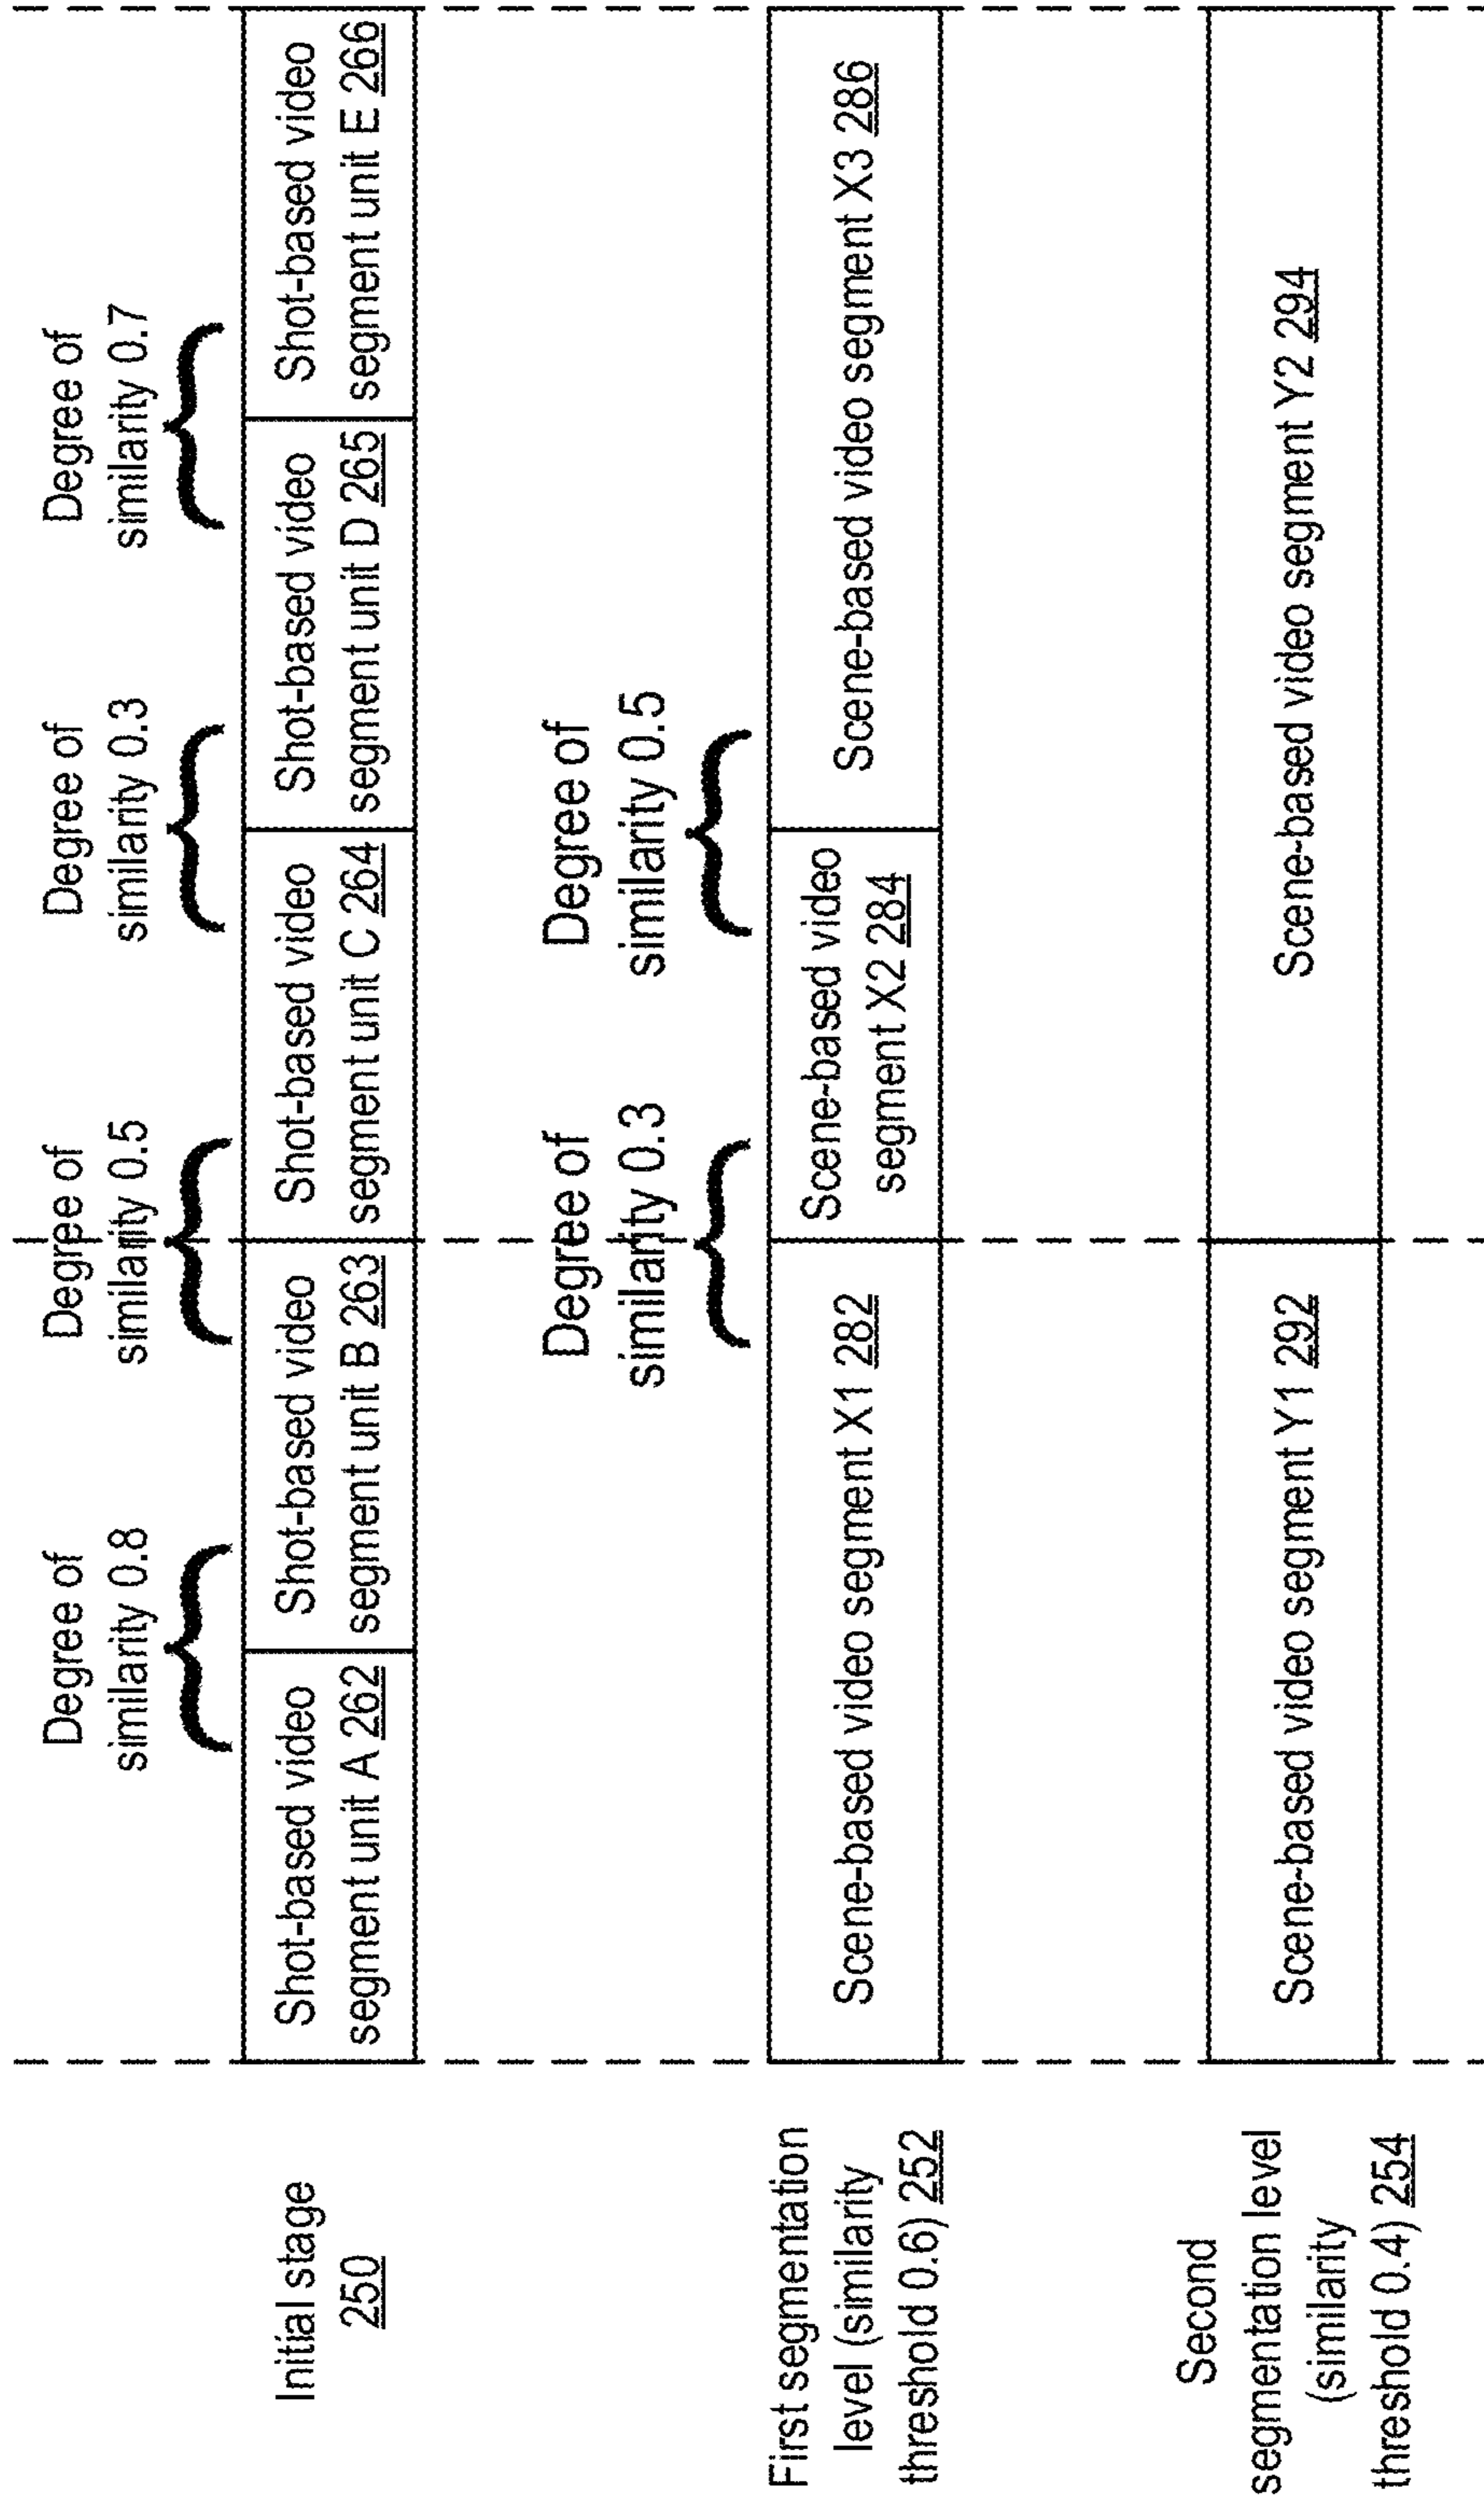 Degree of
similarity 0.8
Degree of
similarity 0.5
Degree of
similarity 0.3
Degree of
similarity 0.7
Initial stage
250
Shot-based video
segment unit A 262
Shot-based video
segment unit B 263
Shot-based video
segment unit C 264
Shot-based video
segment unit D 265
Shot-based video
segment unit E 266
Degree of
similarity 0.3
Degree of
similarity 0.5
First segmentation
level (similarity
threshold 0.6) 252
Scene-based video segment X1 282
Scene-based video
segment X2 284
Scene-based video segment X3 286
Second
segmentation level
(similarity
threshold 0.4) 254
Scene-based video segment Y1 292
Scene-based video segment Y2 294